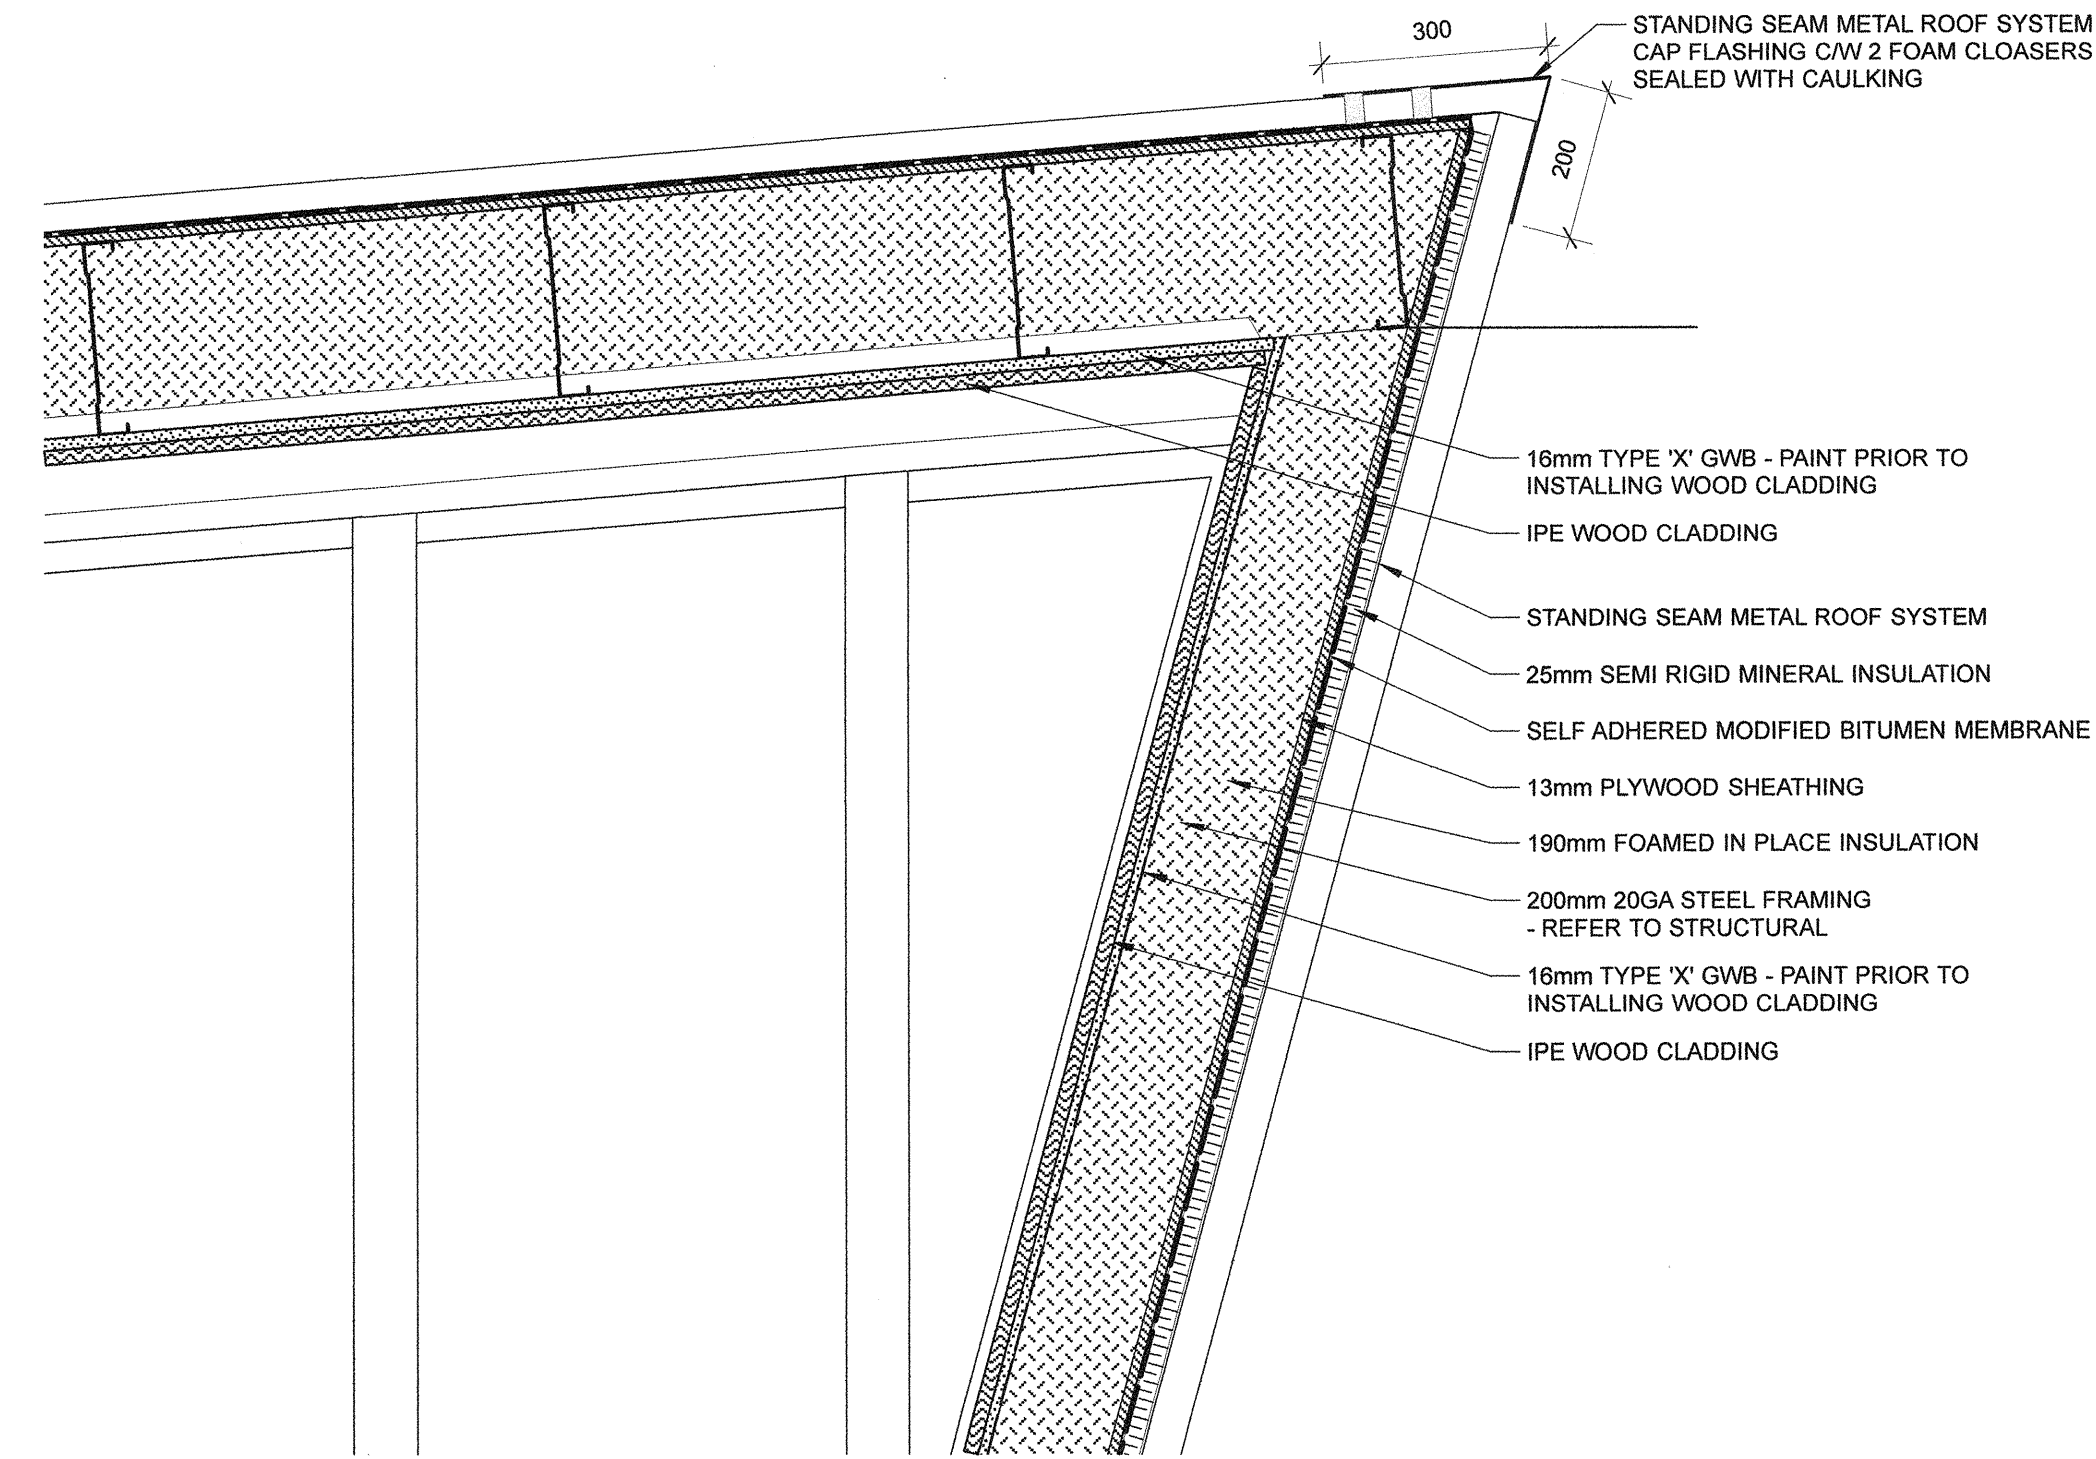 300
STANDING SEAM METAL ROOF SYSTEM
CAP FLASHING C/W 2 FOAM CLOASERS
SEALED WITH CAULKING
200
16mm TYPE 'X' GWB - PAINT PRIOR TO
INSTALLING WOOD CLADDING
IPE WOOD CLADDING
STANDING SEAM METAL ROOF SYSTEM
25mm SEMI RIGID MINERAL INSULATION
SELF ADHERED MODIFIED BITUMEN MEMBRANE
13mm PLYWOOD SHEATHING
190mm FOAMED IN PLACE INSULATION
200mm 20GA STEEL FRAMING
- REFER TO STRUCTURAL
16mm TYPE 'X' GWB - PAINT PRIOR TO
INSTALLING WOOD CLADDING
IPE WOOD CLADDING